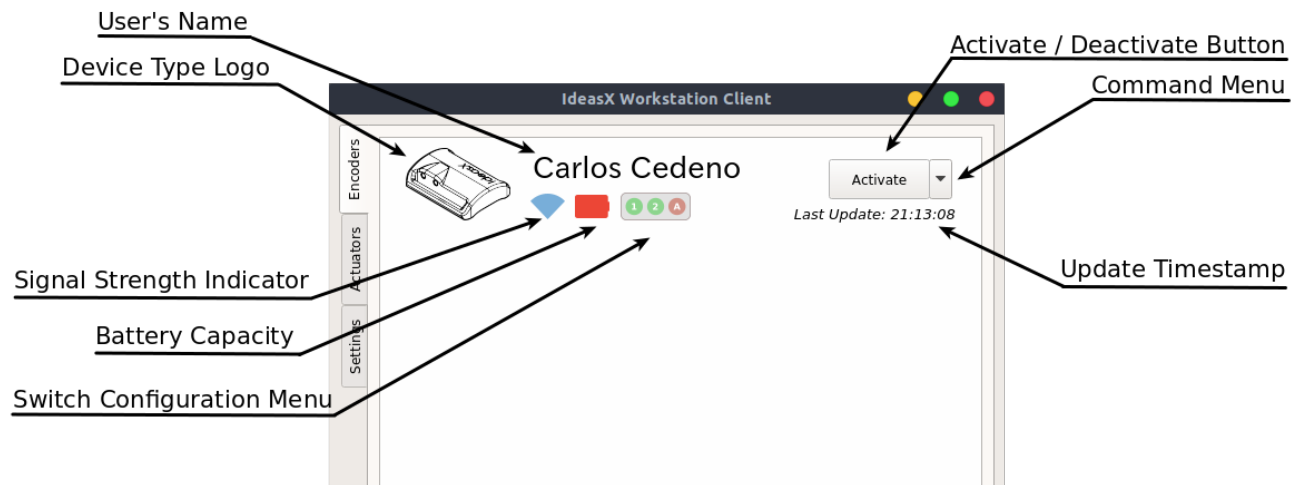 User's Name
Activate / Deactivate Button
Device Type Logo
Command Menu
IdeasX Workstation Client
Encoders
IdeasX
Carlos Cedeno
Activate
1 2 A
Last Update: 21:13:08
Actuators
Signal Strength Indicator
Update Timestamp
Battery Capacity
Settings
Switch Configuration Menu